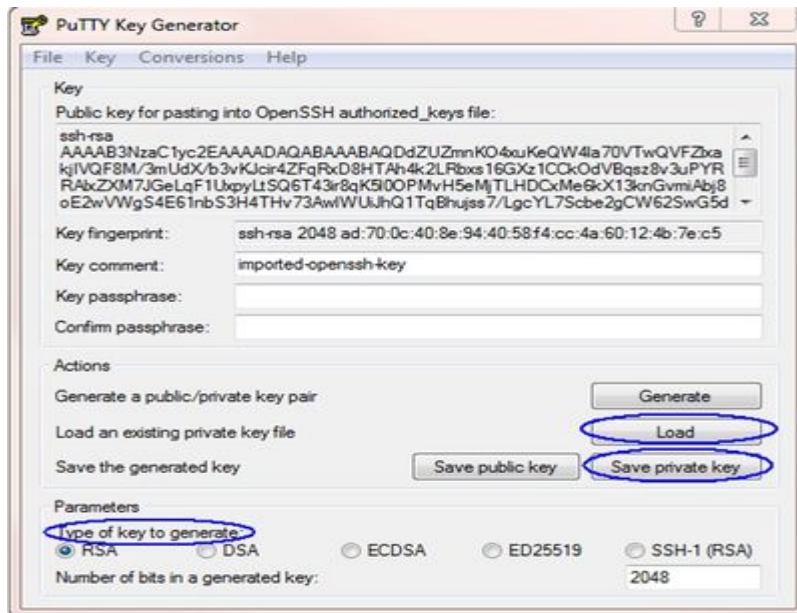 PuTTY Key Generator
File Key Conversions Help
Key
Public key for pasting into OpenSSH authorized_keys file:
ssh-rsa
AAAAB3NzaC1yc2EAAAADAQABAAABAQDdZUZmnKO4xuKeQW4la70VTwQVFZlxa
kjIVQF8M/3mUdX/b3vKJcir4ZFqRxD8HTAh4k2LRbxs16GXz1CCkOdVBqsz8v3uPYR
RAbxZXM7JGeLqF1UxpyLtSQ6T43ir8qK5l0OPMvH5eMjTLHDCxMe6kX13knGvmiAbj8
oE2wVWgS4E61nbS3H4THv73AwIWUiJhQ1TqBhujss7/LgcYL7Scbe2gCW62SwG5d
Key fingerprint: ssh-rsa 2048 ad:70:0c:40:8e:94:40:58:f4:cc:4a:60:12:4b:7e:c5
Key comment: imported-openssh-key
Key passphrase:
Confirm passphrase:
Actions
Generate a public/private key pair Generate
Load an existing private key file Load
Save the generated key Save public key Save private key
Parameters
Type of key to generate:
RSA DSA ECDSA ED25519 SSH-1 (RSA)
Number of bits in a generated key: 2048